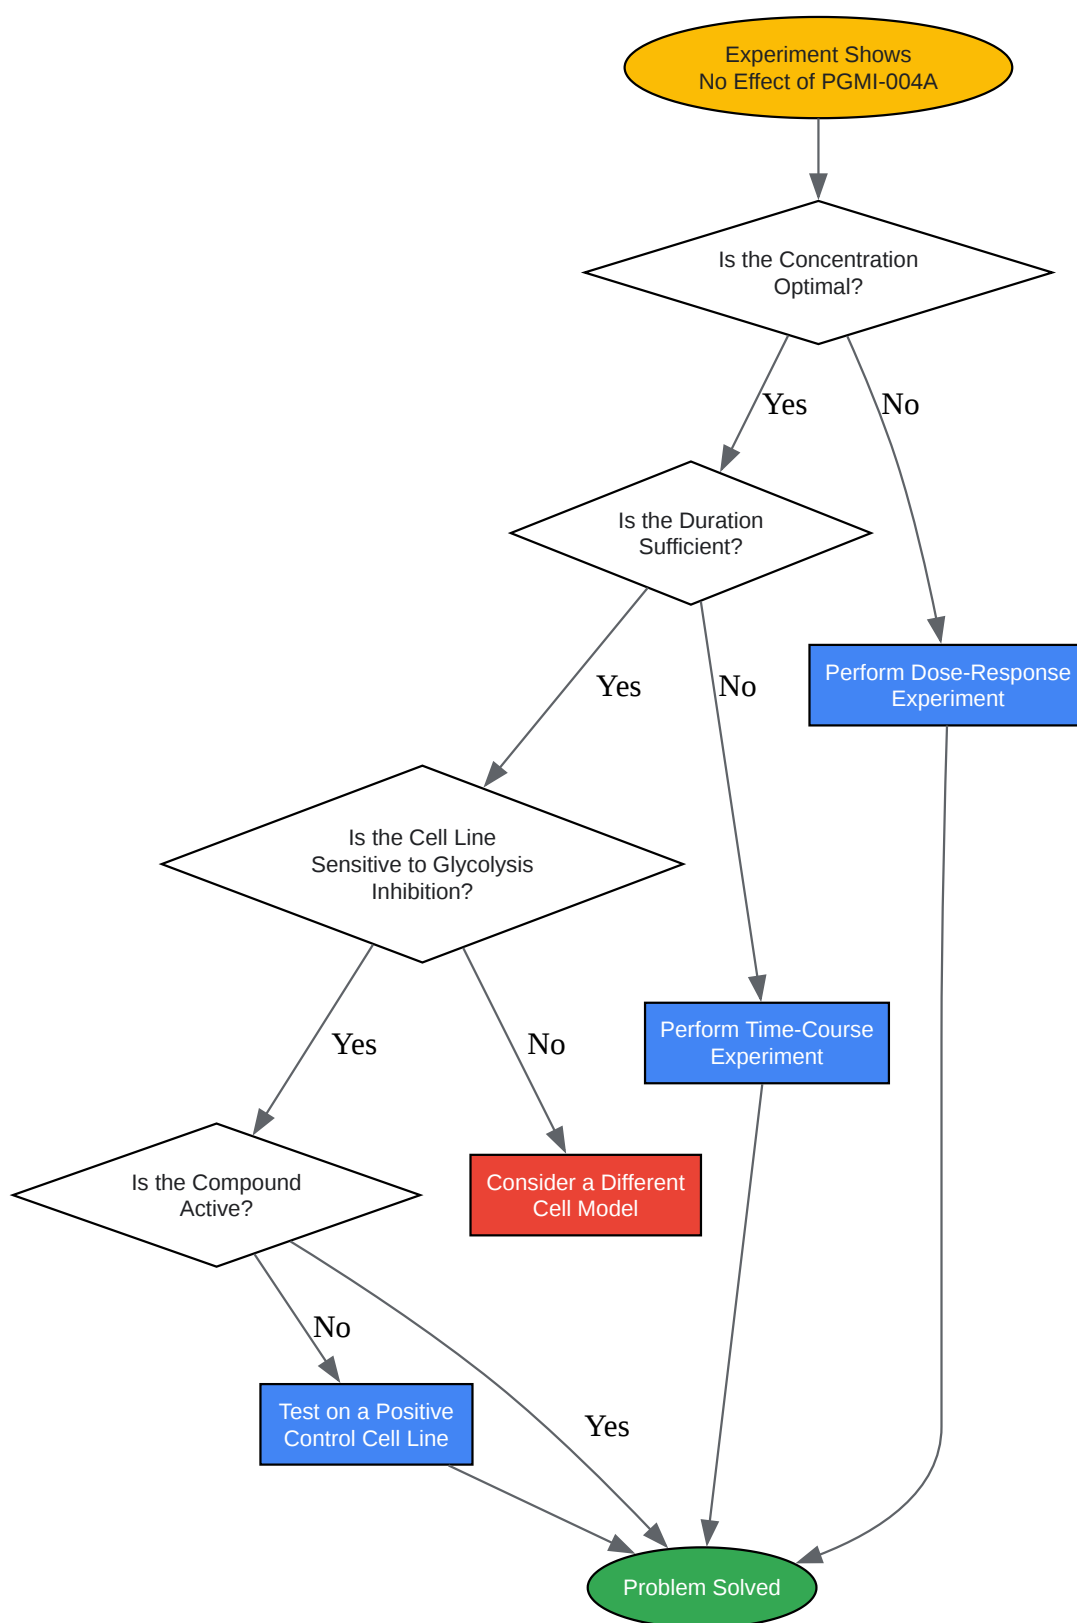 Experiment Shows
No Effect of PGMI-004A
Is the Concentration
Optimal?
Yes
No
Is the Duration
Sufficient?
Yes
No
Perform Dose-Response
Experiment
Is the Cell Line
Sensitive to Glycolysis
Inhibition?
Yes
No
Perform Time-Course
Experiment
Is the Compound
Active?
Consider a Different
Cell Model
No
Yes
Test on a Positive
Control Cell Line
Problem Solved